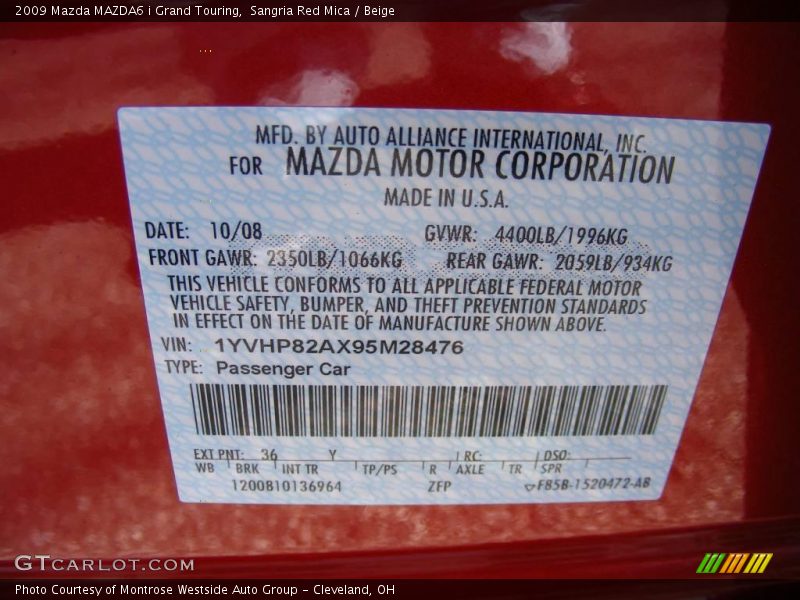 2009 Mazda MAZDA6 i Grand Touring,  Sangria Red Mica / Beige
MFD. BY AUTO ALLIANCE INTERNATIONAL, INC.
FOR MAZDA MOTOR CORPORATION
MADE IN U.S.A.
DATE: 10/08 GVWR: 4400LB/1996KG
FRONT GAWR: 2350LB/1066KG REAR GAWR: 2059LB/934KG
THIS VEHICLE CONFORMS TO ALL APPLICABLE FEDERAL MOTOR
VEHICLE SAFETY, BUMPER, AND THEFT PREVENTION STANDARDS
IN EFFECT ON THE DATE OF MANUFACTURE SHOWN ABOVE.
VIN: 1YVHP82AX95M28476
TYPE: Passenger Car
EXT PNT: 36 Y RC: DSO:
WB BRK INT TR TP/PS R AXLE TR SPR
1200B10136964 ZFP F85B-1520472-AB
GTCARLOT.COM
Photo Courtesy of Montrose Westside Auto Group - Cleveland, OH